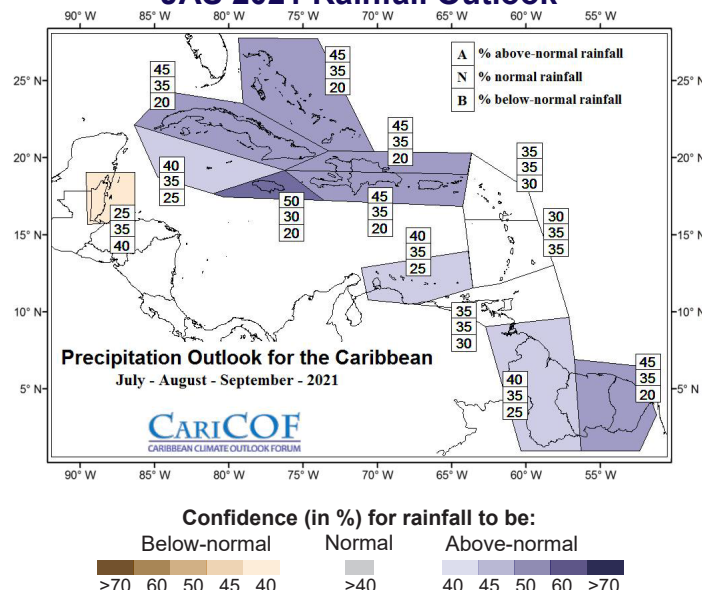 JAS 2021 Rainfall Outlook
90° W 85° W 80° W 75° W 70° W 65° W 60° W 55° W
A % above-normal rainfall
N % normal rainfall
B % below-normal rainfall
25° N
20° N
15° N
10° N
5° N
25° N
20° N
15° N
10° N
5° N
45
35
20
45
35
20
45
35
20
35
35
30
40
35
25
25
35
40
50
30
20
45
35
20
30
35
35
40
35
25
35
35
30
40
35
25
45
35
20
Precipitation Outlook for the Caribbean
July - August - September - 2021
CARICOF
CARIBBEAN CLIMATE OUTLOOK FORUM
90° W 85° W 80° W 75° W 70° W 65° W 60° W 55° W
Confidence (in %) for rainfall to be:
Below-normal Normal Above-normal
>70 60 50 45 40 >40 40 45 50 60 >70